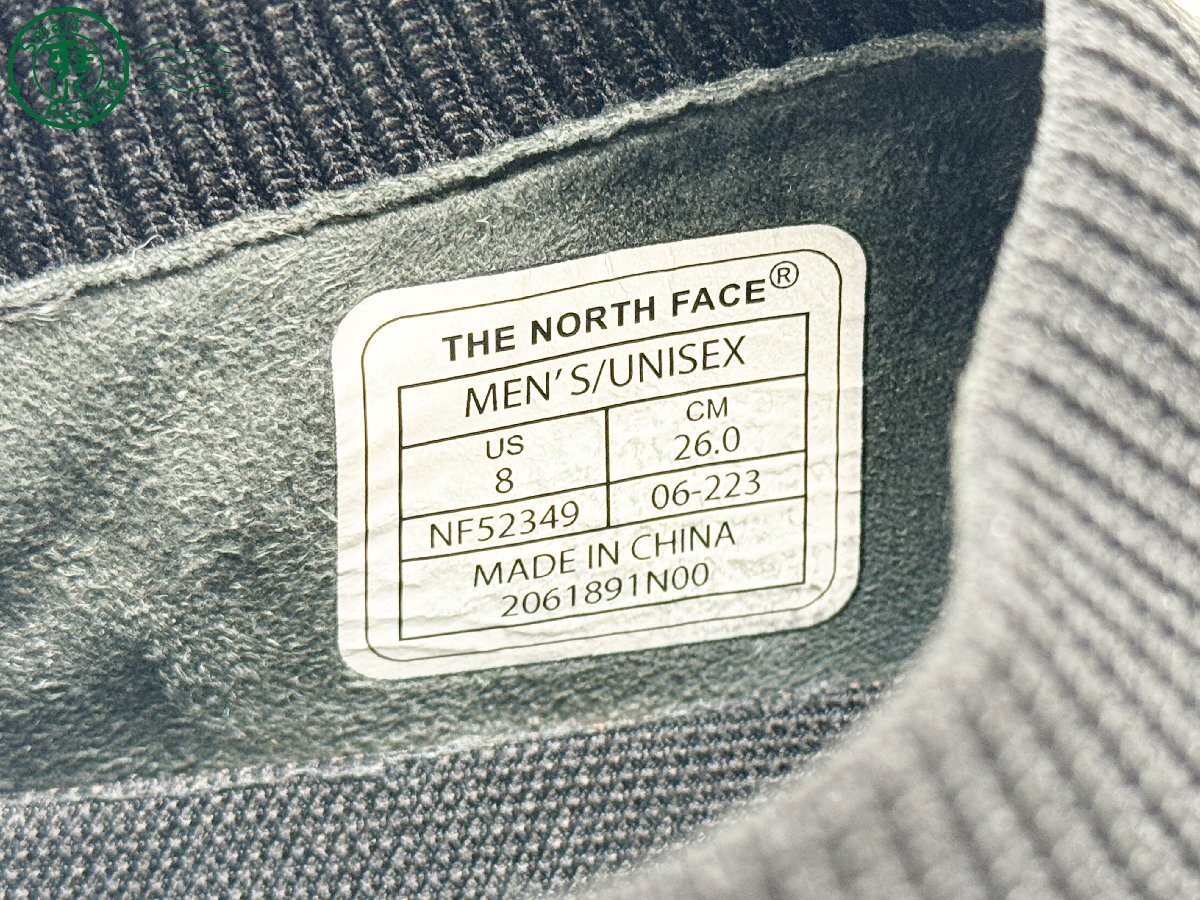 THE NORTH FACE®
MEN'S/UNISEX
US
8
CM
26.0
NF52349
06-223
MADE IN CHINA
2061891N00